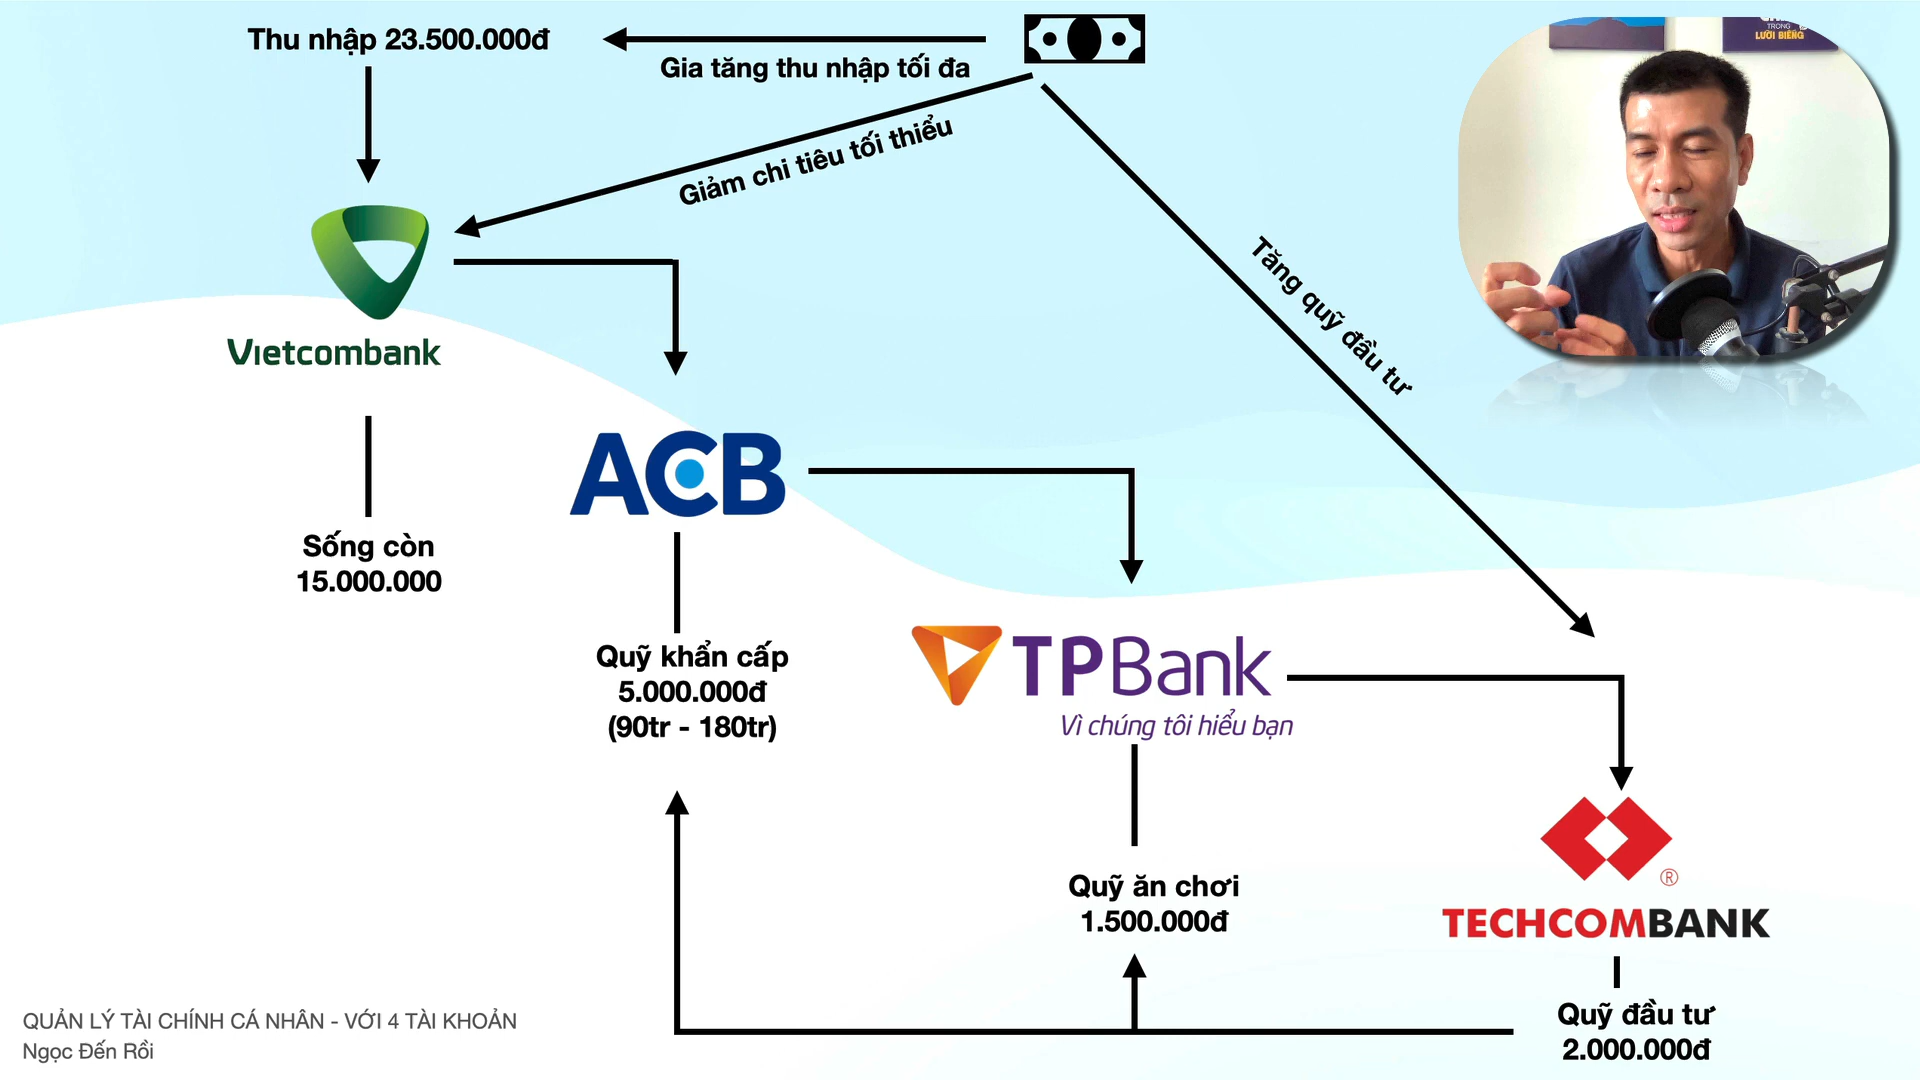 Thu nhập 23.500.000đ
Gia tăng thu nhập tối đa
Giảm chi tiêu tối thiểu
Tăng quỹ đầu tư
TRONG
LƯỜI BIẾNG
Vietcombank
Sống còn
15.000.000
ACB
Quỹ khẩn cấp
5.000.000đ
(90tr - 180tr)
TPBank
Vì chúng tôi hiểu bạn
Quỹ ăn chơi
1.500.000đ
®
TECHCOMBANK
Quỹ đầu tư
2.000.000đ
QUẢN LÝ TÀI CHÍNH CÁ NHÂN - VỚI 4 TÀI KHOẢN
Ngọc Đến Rồi